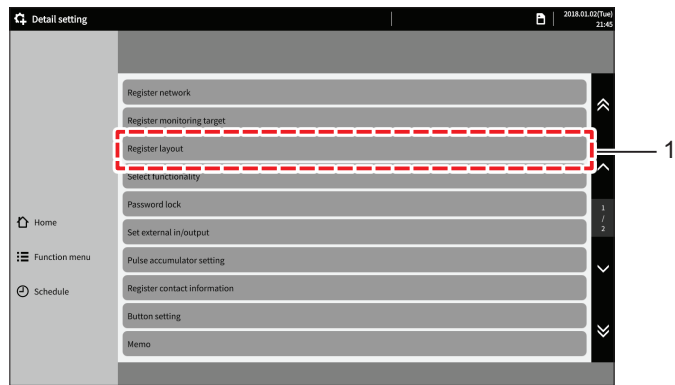 Detail setting
2018.01.02(Tue)
21:45
Register network
Register monitoring target
Register layout
1
Select functionality
Password lock
Set external in/output
Pulse accumulator setting
Register contact information
Button setting
Memo
Home
Function menu
Schedule
1
/
2